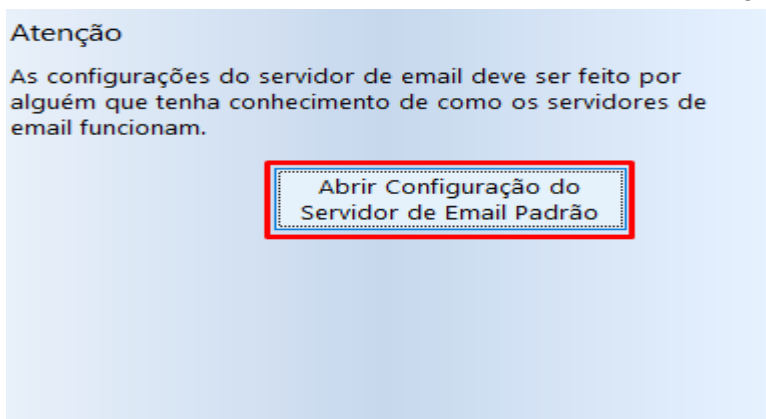 Atenção
As configurações do servidor de email deve ser feito por
alguém que tenha conhecimento de como os servidores de
email funcionam.
Abrir Configuração do
Servidor de Email Padrão